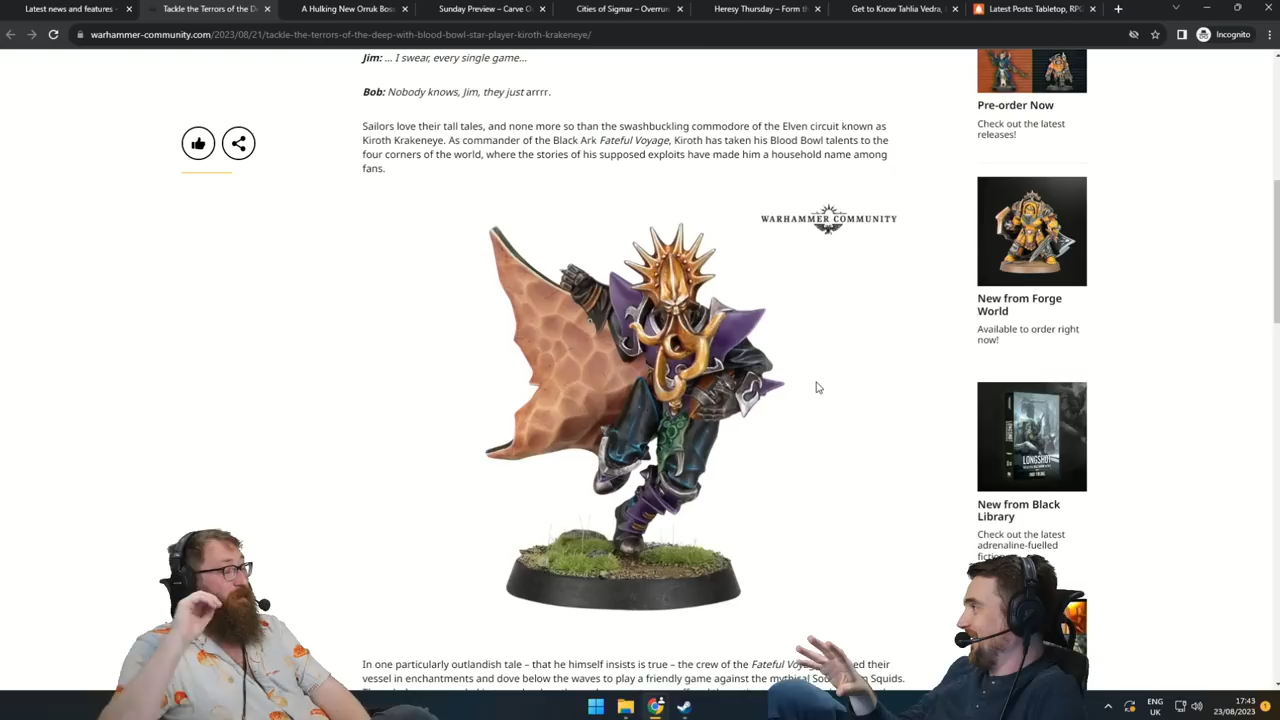 Latest news and features -
Tackle the Terrors of the De
A Hulking New Orruk Boss
Sunday Preview – Carve O
Cities of Sigmar – Overrun
Heresy Thursday – Form th
Get to Know Tahlia Vedra,
Latest Posts: Tabletop, RPG
warhammer-community.com/2023/08/21/tackle-the-terrors-of-the-deep-with-blood-bowl-star-player-kiroth-krakeneye/
Incognito
Jim: … I swear, every single game…
Bob: Nobody knows, Jim, they just arrrr.
Sailors love their tall tales, and none more so than the swashbuckling commodore of the Elven circuit known as
Kiroth Krakeneye. As commander of the Black Ark Fateful Voyage, Kiroth has taken his Blood Bowl talents to the
four corners of the world, where the stories of his supposed exploits have made him a household name among
fans.
WARHAMMER COMMUNITY
Pre-order Now
Check out the latest
releases!
New from Forge
World
Available to order right
now!
LONGSHOT
New from Black
Library
Check out the latest
adrenaline-fuelled
In one particularly outlandish tale – that he himself insists is true – the crew of the Fateful their
vessel in enchantments and dove below the waves to play a friendly game against the mythical Squids.
ENG
UK
17:43
23/08/2023